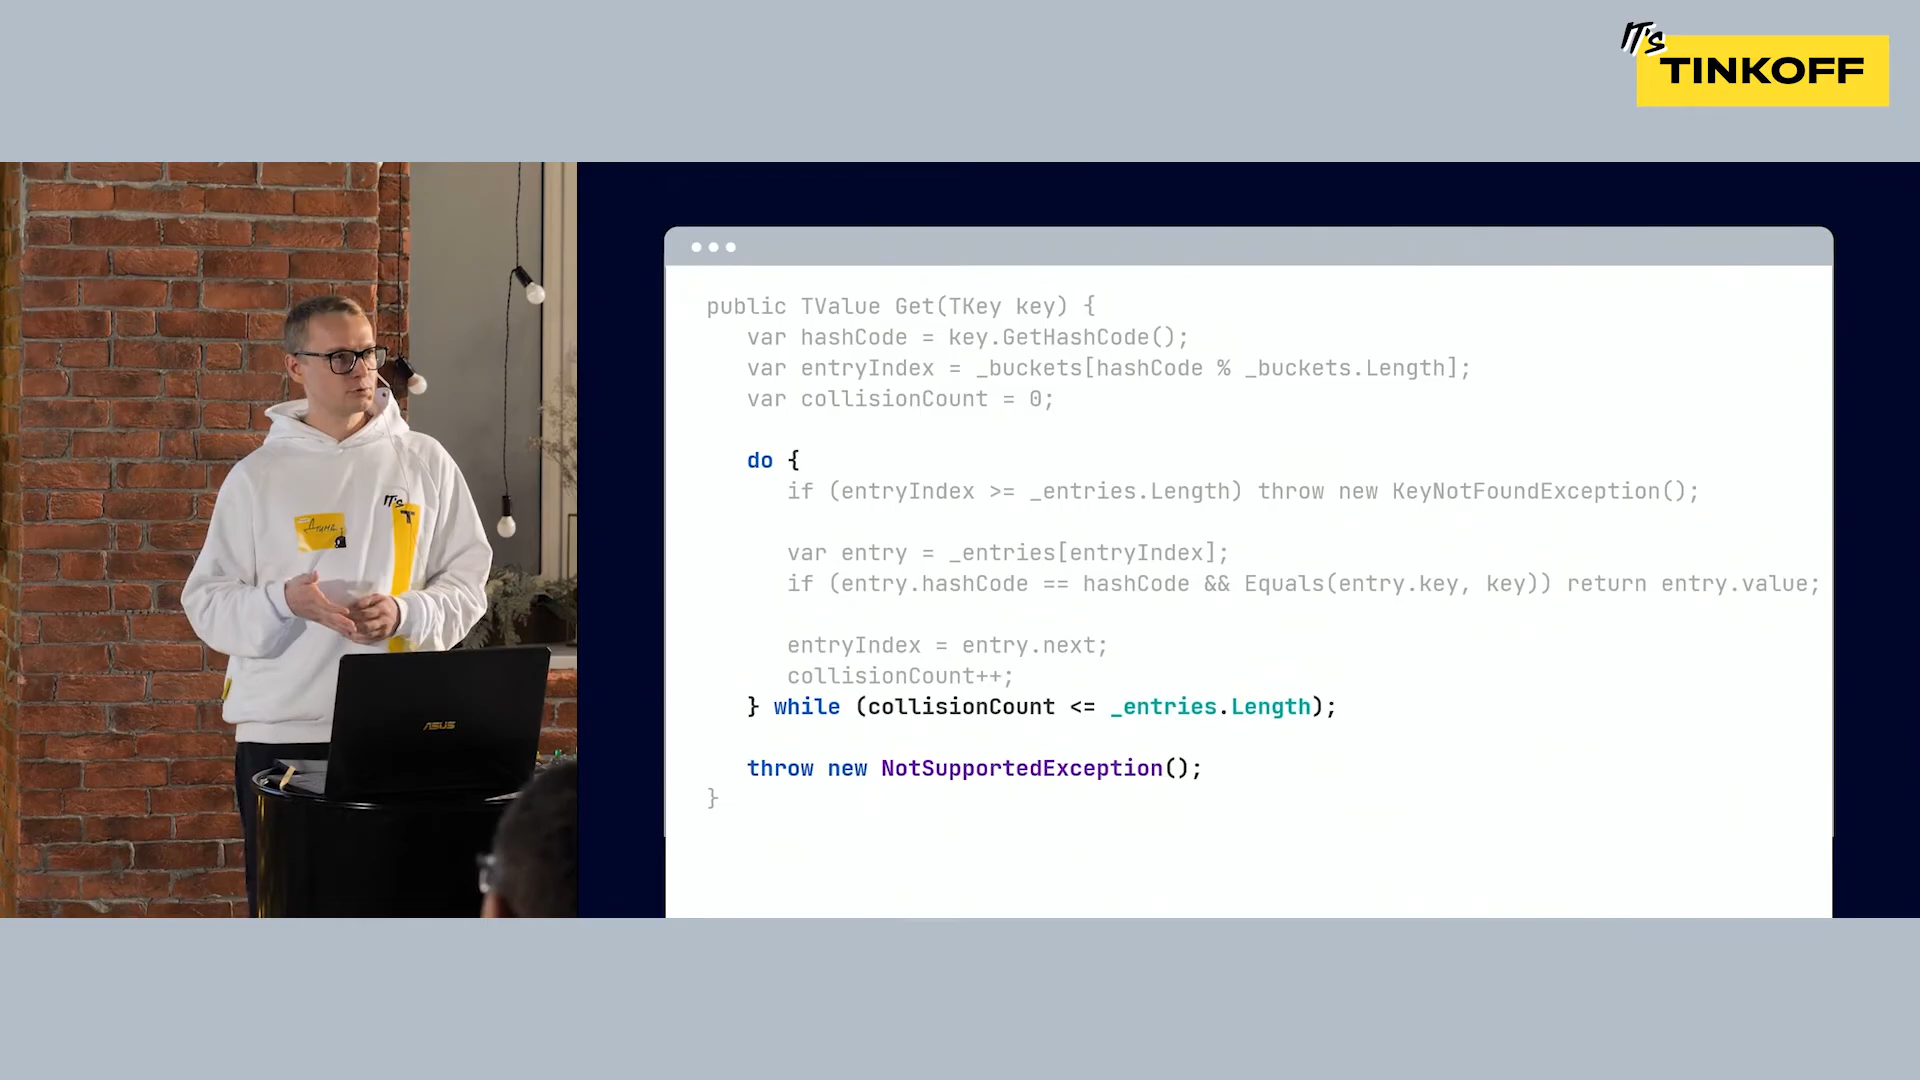 IT's
TINKOFF
public TValue Get(TKey key) {
var hashCode = key.GetHashCode();
var entryIndex = _buckets[hashCode % _buckets.Length];
var collisionCount = 0;
do {
if (entryIndex >= _entries.Length) throw new KeyNotFoundException();
var entry = _entries[entryIndex];
if (entry.hashCode == hashCode && Equals(entry.key, key)) return entry.value;
entryIndex = entry.next;
collisionCount++;
} while (collisionCount <= _entries.Length);
throw new NotSupportedException();
}
IT's
T
Дима
ASUS